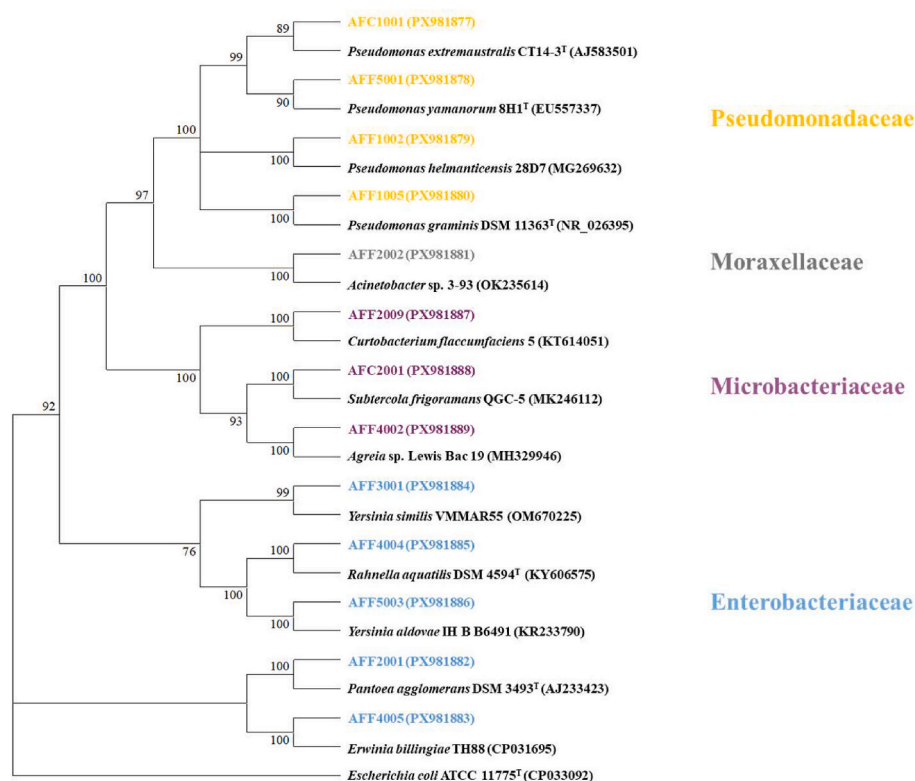 AFC1001 (PX981877)
89
Pseudomonas extremaustralis CT14-3ᵀ (AJ583501)
99
AFF5001 (PX981878)
90
Pseudomonas yamanorum 8H1ᵀ (EU557337)
Pseudomonadaceae
100
AFF1002 (PX981879)
100
Pseudomonas helmanticensis 28D7 (MG269632)
97
AFF1005 (PX981880)
100
Pseudomonas graminis DSM 11363ᵀ (NR_026395)
AFF2002 (PX981881)
Moraxellaceae
100
100
Acinetobacter sp. 3-93 (OK235614)
AFF2009 (PX981887)
100
Curtobacterium flaccumfaciens 5 (KT614051)
100
AFC2001 (PX981888)
Microbacteriaceae
100
Subtercola frigoramans QGC-5 (MK246112)
92
93
AFF4002 (PX981889)
100
Agreia sp. Lewis Bac 19 (MH329946)
AFF3001 (PX981884)
99
Yersinia similis VMMAR55 (OM670225)
76
AFF4004 (PX981885)
100
Rahnella aquatilis DSM 4594ᵀ (KY606575)
100
AFF5003 (PX981886)
Enterobacteriaceae
100
Yersinia aldovae IH B B6491 (KR233790)
AFF2001 (PX981882)
100
Pantoea agglomerans DSM 3493ᵀ (AJ233423)
AFF4005 (PX981883)
100
Erwinia billingiae TH88 (CP031695)
Escherichia coli ATCC 11775ᵀ (CP033092)